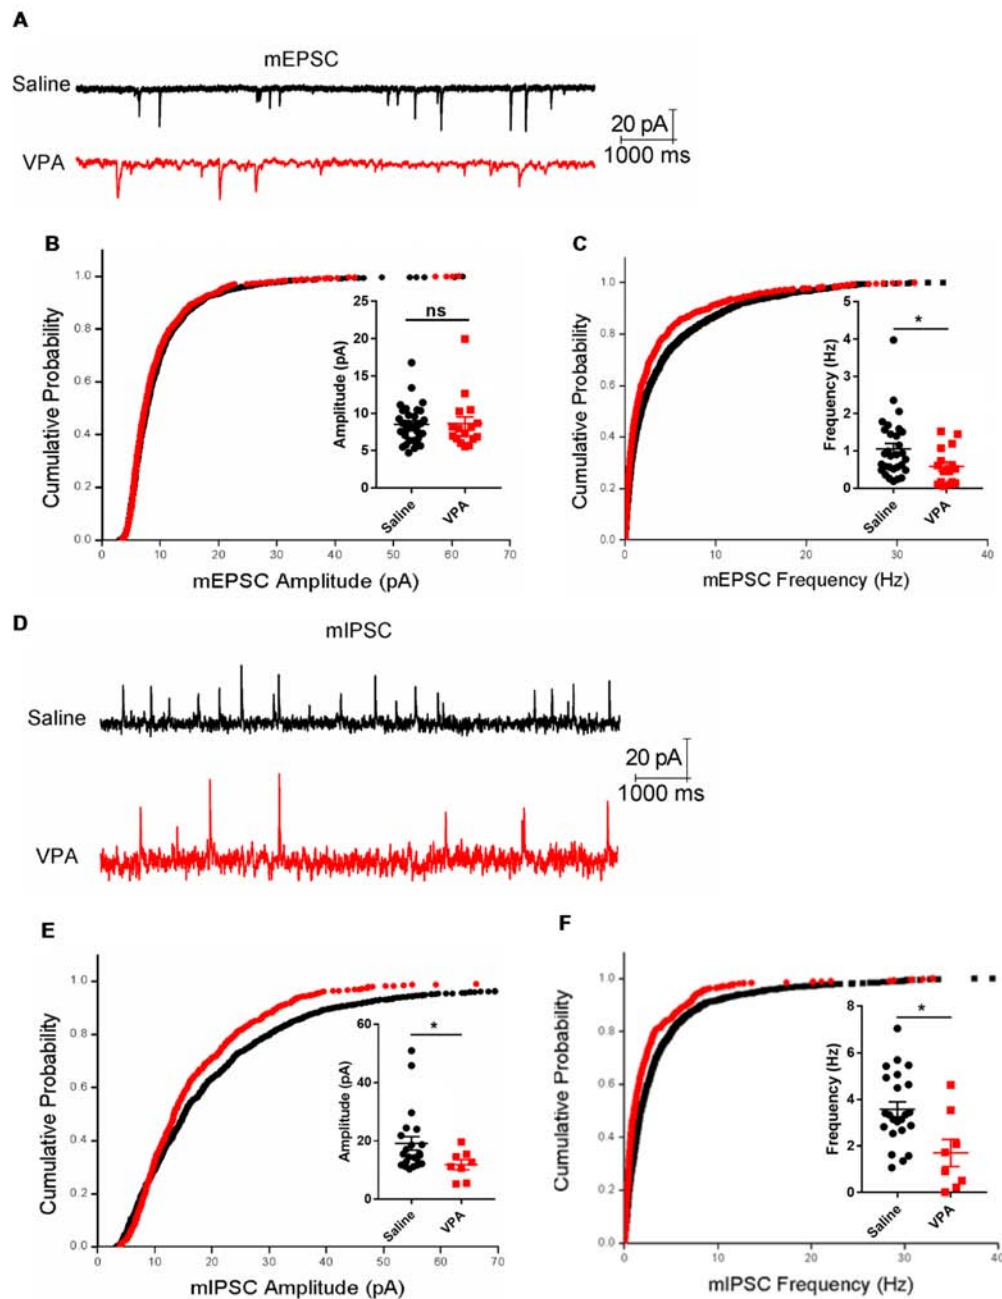 A
mEPSC
Saline
20 pA
1000 ms
VPA
B
1.0
0.8
0.6
0.4
0.2
0.0
Cumulative Probability
0 10 20 30 40 50 60 70
mEPSC Amplitude (pA)
25
20
15
10
5
0
Amplitude (pA)
ns
Saline VPA
C
1.0
0.8
0.6
0.4
0.2
0.0
Cumulative Probability
0 10 20 30 40
mEPSC Frequency (Hz)
5
4
3
2
1
0
Frequency (Hz)
*
Saline VPA
D
mIPSC
Saline
20 pA
1000 ms
VPA
E
1.0
0.8
0.6
0.4
0.2
0.0
Cumulative Probability
0 10 20 30 40 50 60 70
mIPSC Amplitude (pA)
60
40
20
0
Amplitude (pA)
*
Saline VPA
F
1.0
0.8
0.6
0.4
0.2
0.0
Cumulative Probability
0 10 20 30 40
mIPSC Frequency (Hz)
8
6
4
2
0
Frequency (Hz)
*
Saline VPA